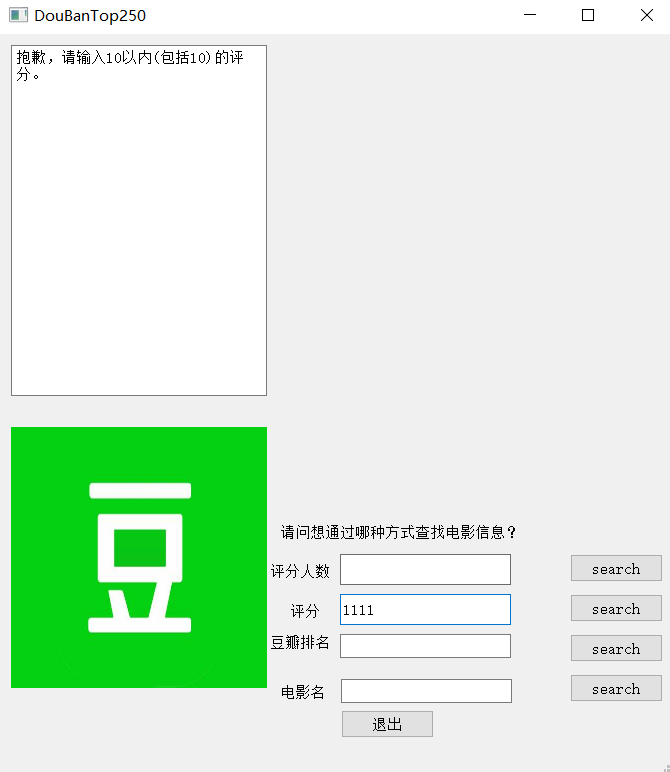 DouBanTop250
抱歉，请输入10以内(包括10)的评
分。
豆
请问想通过哪种方式查找电影信息？
评分人数 search
评分 1111 search
豆瓣排名 search
电影名 search
退出